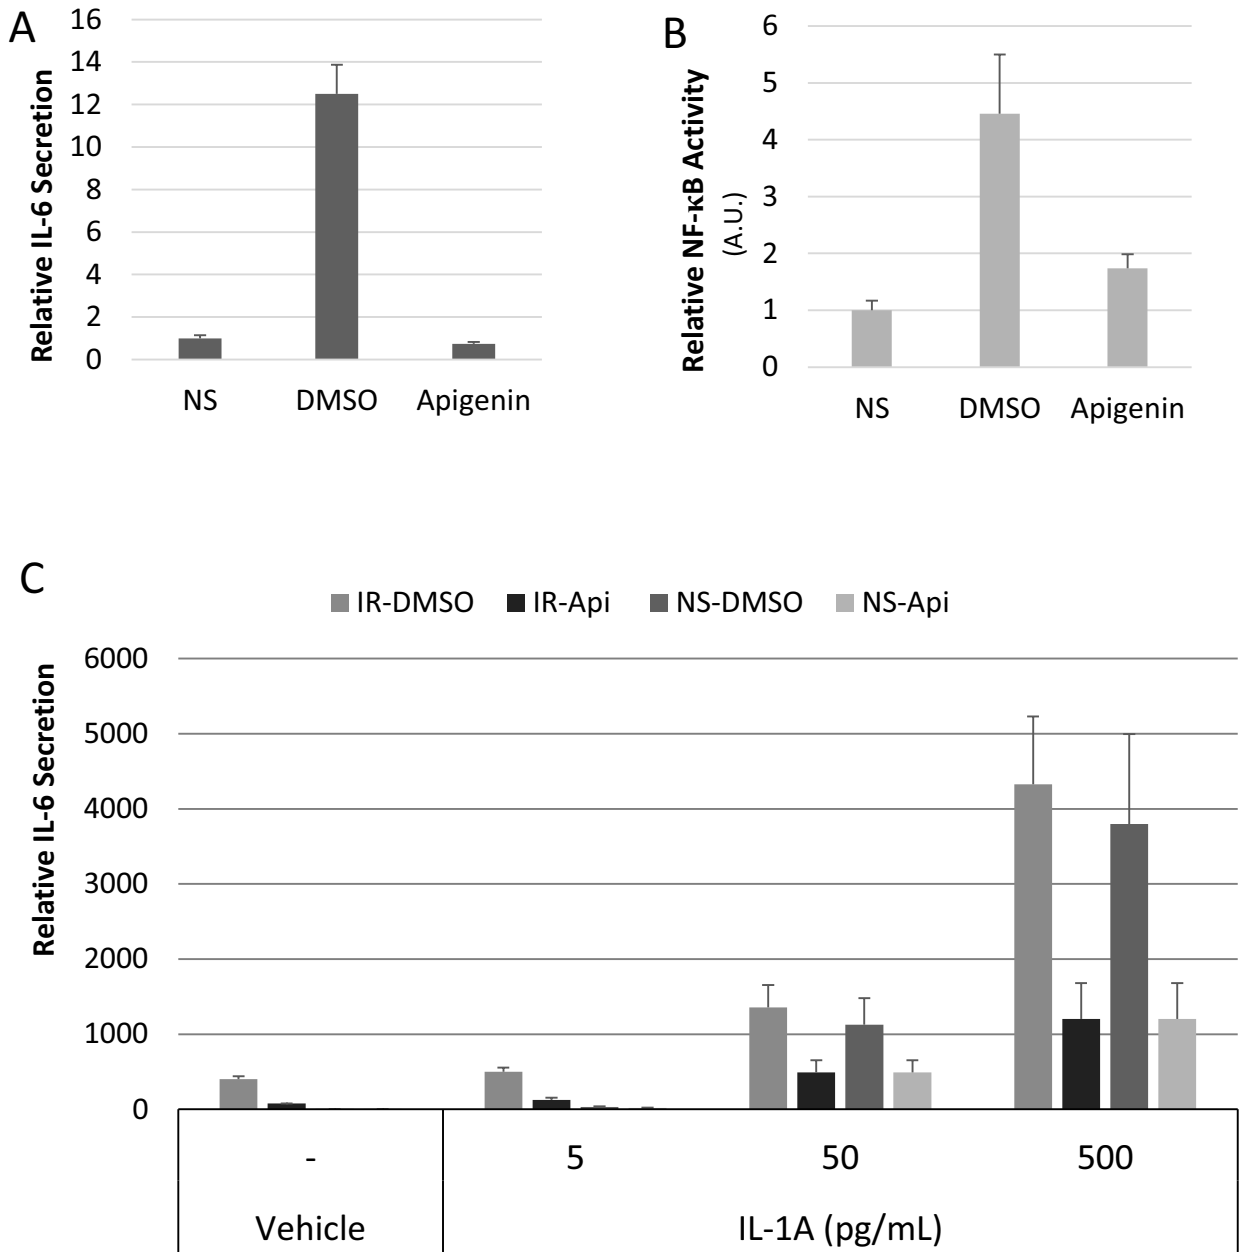 A
Relative IL-6 Secretion
16
14
12
10
8
6
4
2
0
NS DMSO Apigenin
B
Relative NF-κB Activity
(A.U.)
6
5
4
3
2
1
0
NS DMSO Apigenin
C
IR-DMSO IR-Api NS-DMSO NS-Api
Relative IL-6 Secretion
6000
5000
4000
3000
2000
1000
0
- 5 50 500
Vehicle IL-1A (pg/mL)